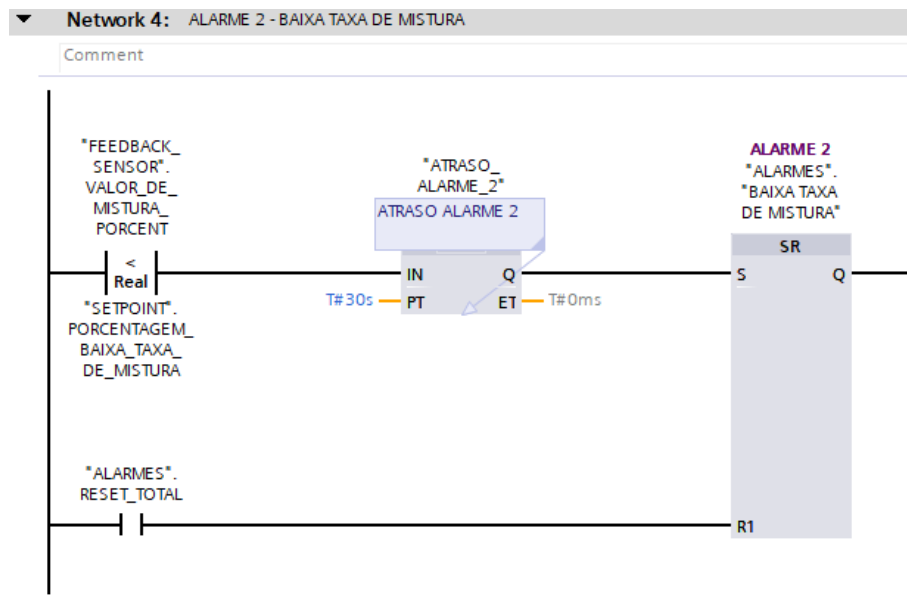 Network 4: ALARME 2 - BAIXA TAXA DE MISTURA
Comment
"FEEDBACK_
SENSOR".
VALOR_DE_
MISTURA_
PORCENT
<
Real
"SETPOINT".
PORCENTAGEM_
BAIXA_TAXA_
DE_MISTURA
"ATRASO_
ALARME_2"
ATRASO ALARME 2
IN Q
T#30s PT ET T#0ms
ALARME 2
"ALARMES".
"BAIXA TAXA
DE MISTURA"
SR
S Q
"ALARMES".
RESET_TOTAL
R1